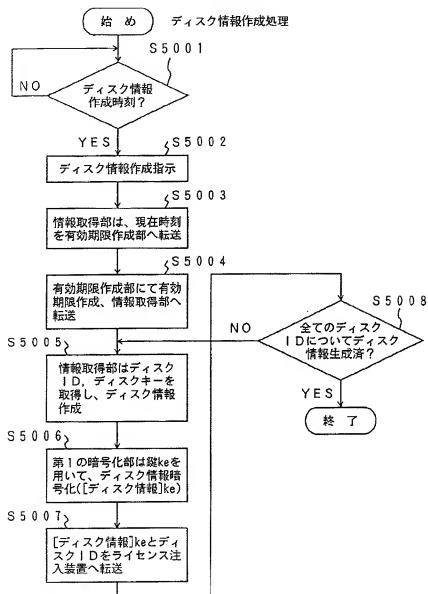 始め
ディスク情報作成処理
S5001
ディスク情報
作成時刻?
NO
YES
S5002
ディスク情報作成指示
S5003
情報取得部は、現在時刻
を有効期限作成部へ転送
S5004
有効期限作成部にて有効
期限作成、情報取得部へ
転送
S5008
全てのディスク
IDについてディスク
情報生成済?
NO
YES
終了
S5005
情報取得部はディスク
ID,ディスクキーを
取得し、ディスク情報
作成
S5006
第1の暗号化部は鍵keを
用いて、ディスク情報暗
号化([ディスク情報]ke)
S5007
[ディスク情報]keとディ
スクIDをライセンス注
入装置へ転送